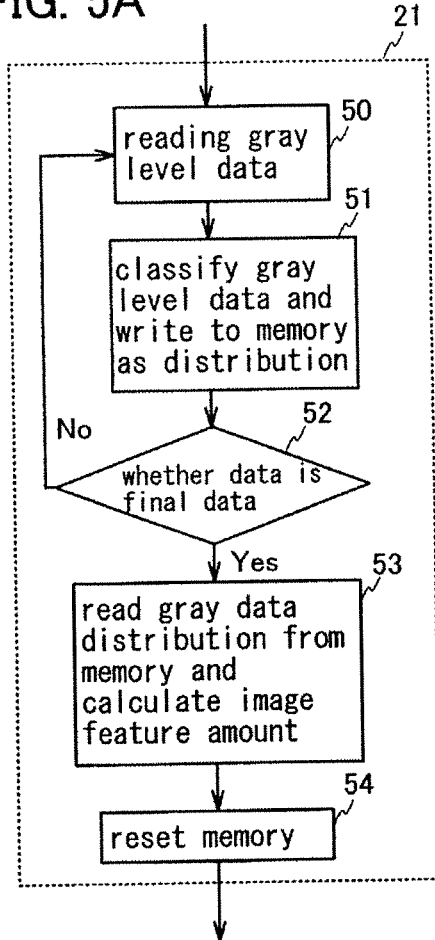 FIG. 5A
21
50
reading gray
level data
51
classify gray
level data and
write to memory
as distribution
52
No
whether data is
final data
Yes
53
read gray data
distribution from
memory and
calculate image
feature amount
54
reset memory